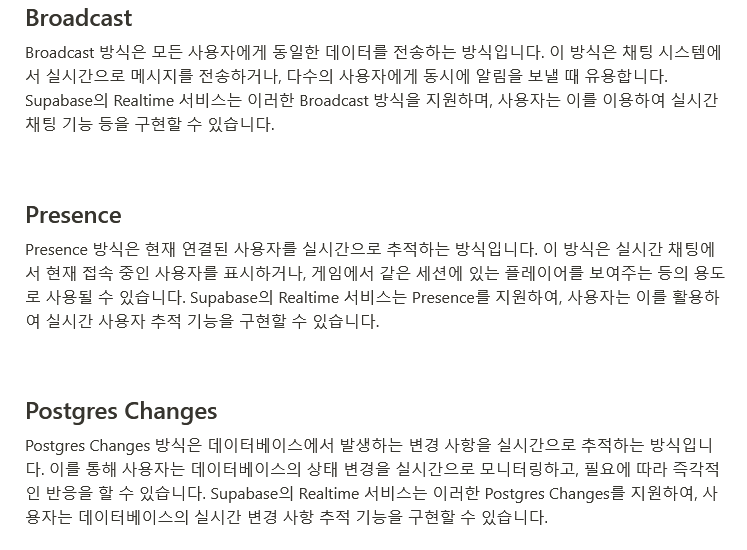 Broadcast
Broadcast 방식은 모든 사용자에게 동일한 데이터를 전송하는 방식입니다. 이 방식은 채팅 시스템에
서 실시간으로 메시지를 전송하거나, 다수의 사용자에게 동시에 알림을 보낼 때 유용합니다.
Supabase의 Realtime 서비스는 이러한 Broadcast 방식을 지원하며, 사용자는 이를 이용하여 실시간
채팅 기능 등을 구현할 수 있습니다.
Presence
Presence 방식은 현재 연결된 사용자를 실시간으로 추적하는 방식입니다. 이 방식은 실시간 채팅에
서 현재 접속 중인 사용자를 표시하거나, 게임에서 같은 세션에 있는 플레이어를 보여주는 등의 용도
로 사용될 수 있습니다. Supabase의 Realtime 서비스는 Presence를 지원하여, 사용자는 이를 활용하
여 실시간 사용자 추적 기능을 구현할 수 있습니다.
Postgres Changes
Postgres Changes 방식은 데이터베이스에서 발생하는 변경 사항을 실시간으로 추적하는 방식입니
다. 이를 통해 사용자는 데이터베이스의 상태 변경을 실시간으로 모니터링하고, 필요에 따라 즉각적
인 반응을 할 수 있습니다. Supabase의 Realtime 서비스는 이러한 Postgres Changes를 지원하여, 사
용자는 데이터베이스의 실시간 변경 사항 추적 기능을 구현할 수 있습니다.